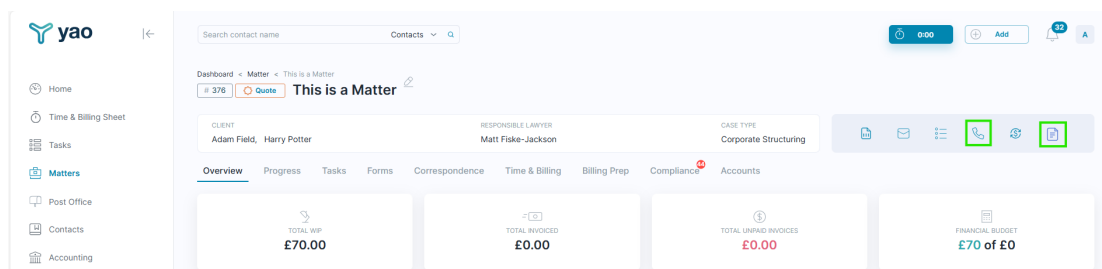 yao
Search contact name Contacts
0:00 Add 32 A
Dashboard < Matter < This is a Matter
# 376 Quote This is a Matter
Home
Time & Billing Sheet
Tasks
Matters
Post Office
Contacts
Accounting
CLIENT RESPONSIBLE LAWYER CASE TYPE
Adam Field, Harry Potter Matt Fiske-Jackson Corporate Structuring
Overview Progress Tasks Forms Correspondence Time & Billing Billing Prep Compliance 44 Accounts
TOTAL WIP
£70.00
TOTAL INVOICED
£0.00
TOTAL UNPAID INVOICES
£0.00
FINANCIAL BUDGET
£70 of £0